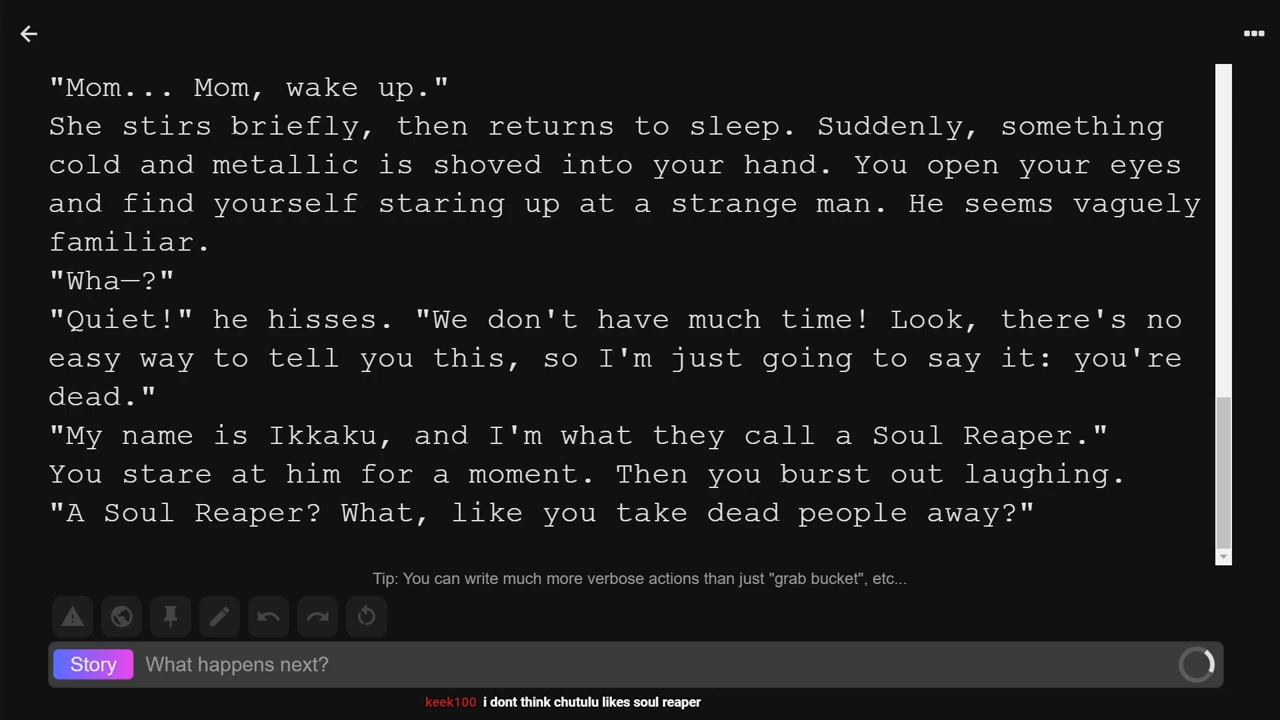 "Mom... Mom, wake up."
She stirs briefly, then returns to sleep. Suddenly, something
cold and metallic is shoved into your hand. You open your eyes
and find yourself staring up at a strange man. He seems vaguely
familiar.
"Wha—?"
"Quiet!" he hisses. "We don't have much time! Look, there's no
easy way to tell you this, so I'm just going to say it: you're
dead."
"My name is Ikkaku, and I'm what they call a Soul Reaper."
You stare at him for a moment. Then you burst out laughing.
"A Soul Reaper? What, like you take dead people away?"
Tip: You can write much more verbose actions than just "grab bucket", etc...
Story What happens next?
keek100 i dont think chutulu likes soul reaper